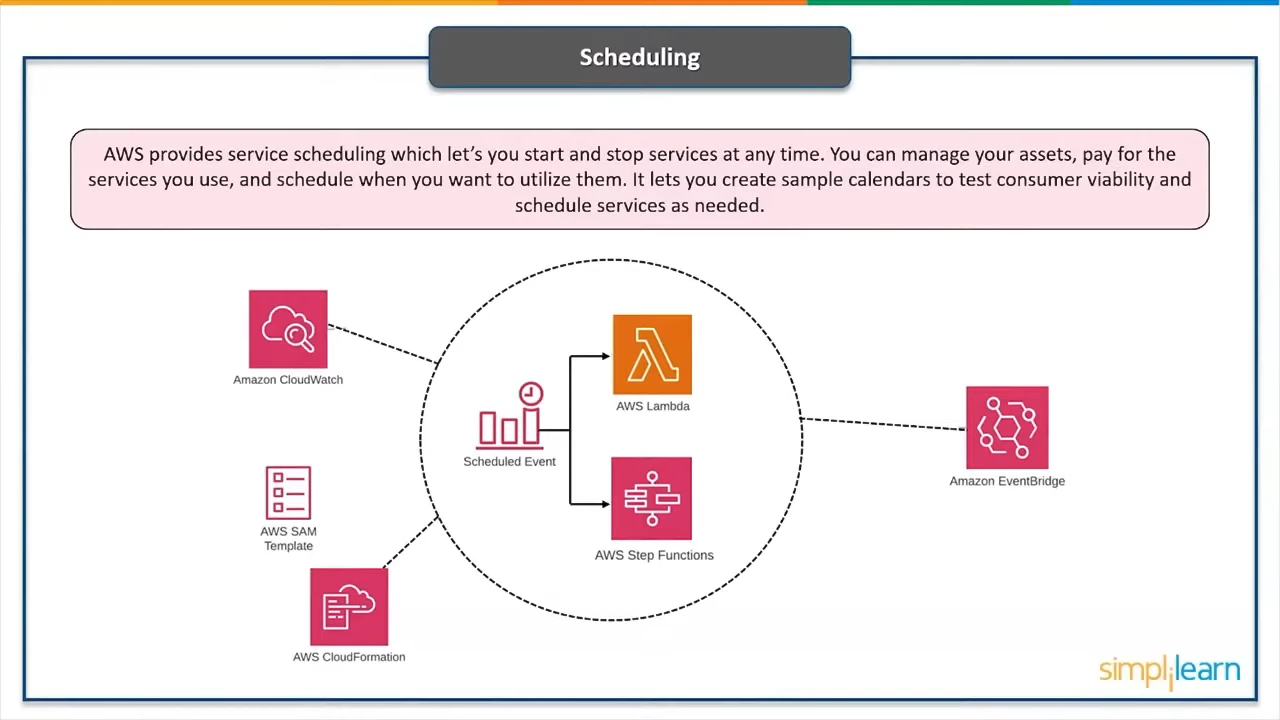 Scheduling
AWS provides service scheduling which let’s you start and stop services at any time. You can manage your assets, pay for the
services you use, and schedule when you want to utilize them. It lets you create sample calendars to test consumer viability and
schedule services as needed.
Amazon CloudWatch
AWS Lambda
Scheduled Event
Amazon EventBridge
AWS SAM
Template
AWS Step Functions
AWS CloudFormation
simplilearn